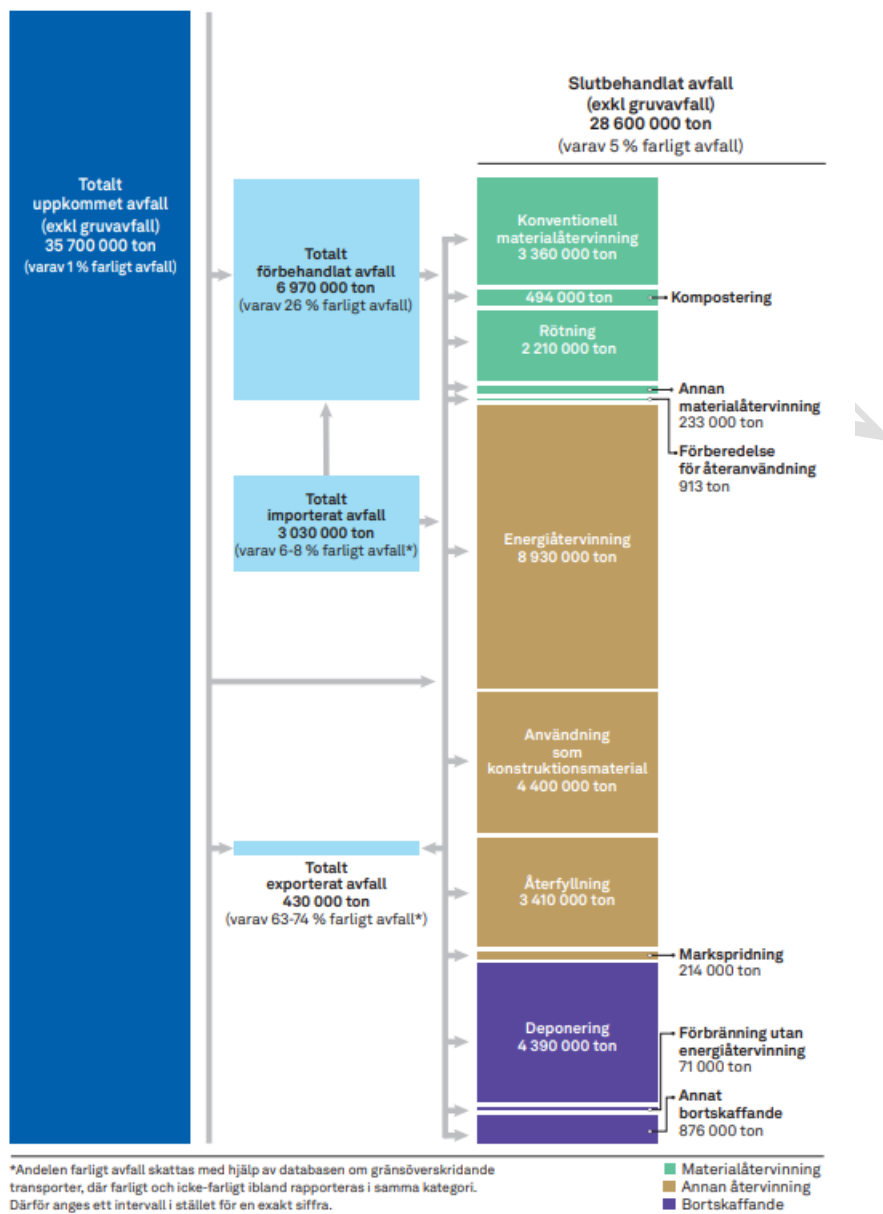 Slutbehandlat avfall
(exkl gruvavfall)
28 600 000 ton
(varav 5 % farligt avfall)
Totalt
uppkommet avfall
(exkl gruvavfall)
35 700 000 ton
(varav 1 % farligt avfall)
Totalt
förbehandlat avfall
6 970 000 ton
(varav 26 % farligt avfall)
Totalt
importerat avfall
3 030 000 ton
(varav 6-8 % farligt avfall*)
Totalt
exporterat avfall
430 000 ton
(varav 63-74 % farligt avfall*)
Konventionell
materialåtervinning
3 360 000 ton
494 000 ton
Kompostering
Rötning
2 210 000 ton
Annan
materialåtervinning
233 000 ton
Förberedelse
för återanvändning
913 ton
Energiåtervinning
8 930 000 ton
Användning
som
konstruktionsmaterial
4 400 000 ton
Återfyllning
3 410 000 ton
Markspridning
214 000 ton
Deponering
4 390 000 ton
Förbränning utan
energiåtervinning
71 000 ton
Annat
bortskaffande
876 000 ton
*Andelen farligt avfall skattas med hjälp av databasen om gränsöverskridande
transporter, där farligt och icke-farligt ibland rapporteras i samma kategori.
Därför anges ett intervall i stället för en exakt siffra.
Materialåtervinning
Annan återvinning
Bortskaffande